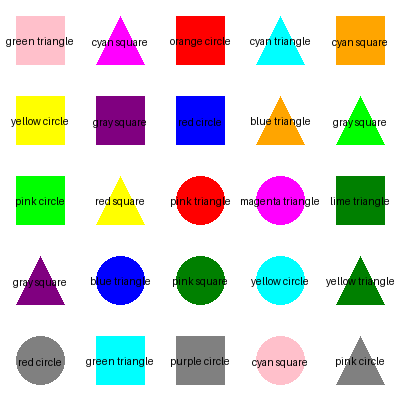 green triangle
cyan square
orange circle
cyan triangle
cyan square
yellow circle
gray square
red circle
blue triangle
gray square
pink circle
red square
pink triangle
magenta triangle
lime triangle
gray square
blue triangle
pink square
yellow circle
yellow triangle
red circle
green triangle
purple circle
cyan square
pink circle